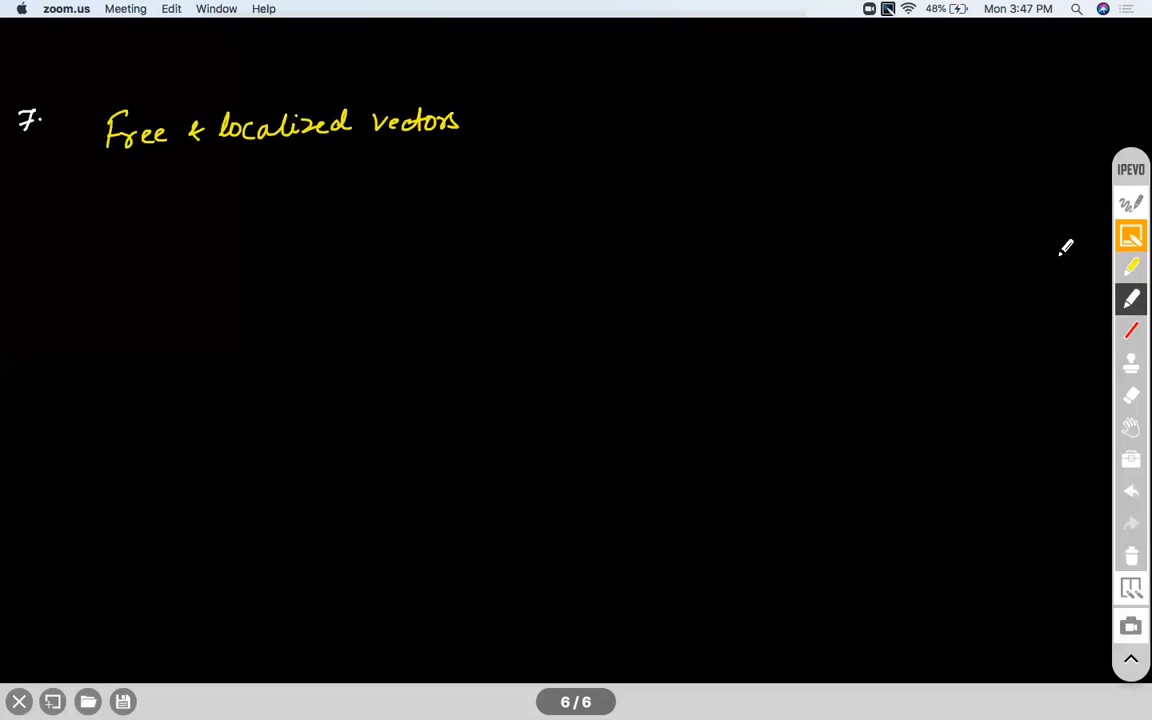 zoom.us Meeting Edit Window Help 48% Mon 3:47 PM
7. Free & localized vectors
IPEVO
6 / 6